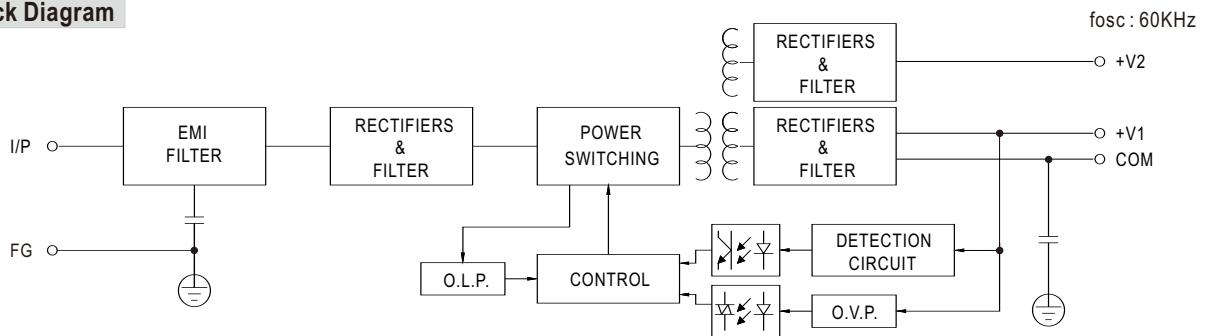 ck Diagram
fosc : 60KHz
RECTIFIERS
&
FILTER
+V2
I/P
EMI
FILTER
RECTIFIERS
&
FILTER
POWER
SWITCHING
RECTIFIERS
&
FILTER
+V1
COM
FG
O.L.P.
CONTROL
DETECTION
CIRCUIT
O.V.P.